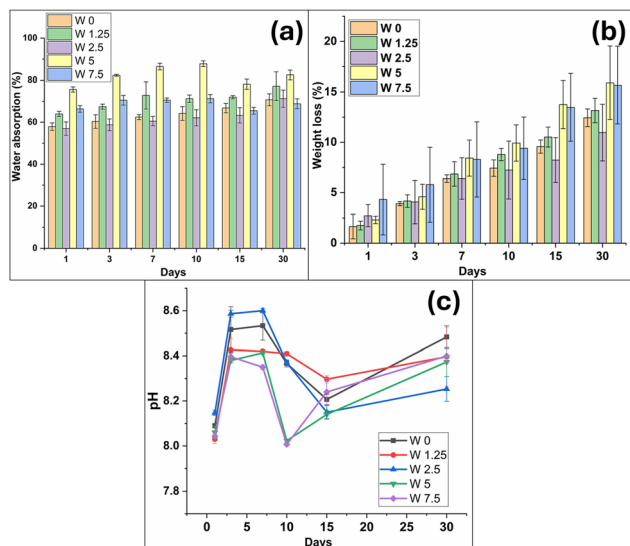 (a)
W 0
W 1.25
W 2.5
W 5
W 7.5
Water absorption (%)
100
80
60
40
20
0
1 3 7 10 15 30
Days
(b)
W 0
W 1.25
W 2.5
W 5
W 7.5
Weight loss (%)
20
15
10
5
0
1 3 7 10 15 30
Days
(c)
pH
8.6
8.4
8.2
8.0
7.8
W 0
W 1.25
W 2.5
W 5
W 7.5
0 5 10 15 20 25 30
Days